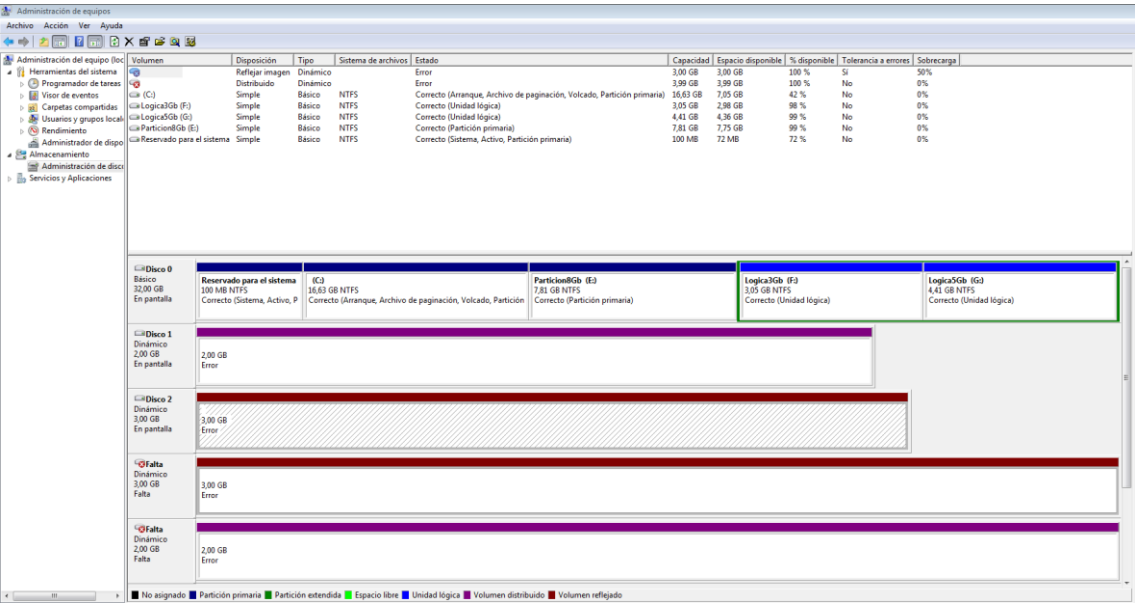 Administración de equipos
Archivo Acción Ver Ayuda
Administración del equipo (loc
Herramientas del sistema
Programador de tareas
Visor de eventos
Carpetas compartidas
Usuarios y grupos local
Rendimiento
Administrador de dispo
Almacenamiento
Administración de disco
Servicios y Aplicaciones
Volumen Disposición Tipo Sistema de archivos Estado Capacidad Espacio disponible % disponible Tolerancia a errores Sobrecarga
Reflejar imagen Dinámico Error 3,00 GB 3,00 GB 100 % Sí 50%
Distribuido Dinámico Error 3,99 GB 3,99 GB 100 % No 0%
(C:) Simple Básico NTFS Correcto (Arranque, Archivo de paginación, Volcado, Partición primaria) 16,63 GB 7,05 GB 42 % No 0%
Logica3Gb (F:) Simple Básico NTFS Correcto (Unidad lógica) 3,05 GB 2,98 GB 98 % No 0%
Logica5Gb (G:) Simple Básico NTFS Correcto (Unidad lógica) 4,41 GB 4,36 GB 99 % No 0%
Particion8Gb (E:) Simple Básico NTFS Correcto (Partición primaria) 7,81 GB 7,75 GB 99 % No 0%
Reservado para el sistema Simple Básico NTFS Correcto (Sistema, Activo, Partición primaria) 100 MB 72 MB 72 % No 0%
Disco 0
Básico
32,00 GB
En pantalla
Reservado para el sistema
100 MB NTFS
Correcto (Sistema, Activo, P
(C:)
16,63 GB NTFS
Correcto (Arranque, Archivo de paginación, Volcado, Partición
Particion8Gb (E:)
7,81 GB NTFS
Correcto (Partición primaria)
Logica3Gb (F:)
3,05 GB NTFS
Correcto (Unidad lógica)
Logica5Gb (G:)
4,41 GB NTFS
Correcto (Unidad lógica)
Disco 1
Dinámico
2,00 GB
En pantalla
2,00 GB
Error
Disco 2
Dinámico
3,00 GB
En pantalla
3,00 GB
Error
Falta
Dinámico
3,00 GB
Falta
3,00 GB
Error
Falta
Dinámico
2,00 GB
Falta
2,00 GB
Error
No asignado Partición primaria Partición extendida Espacio libre Unidad lógica Volumen distribuido Volumen reflejado